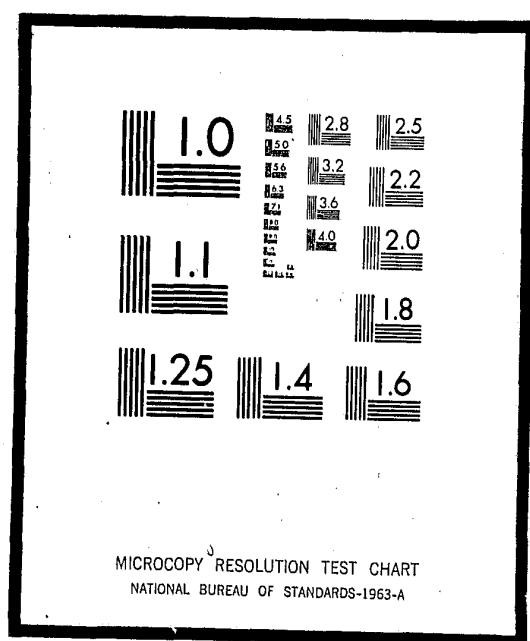 1.0
4.5 2.8 2.5
5.0
5.6 3.2 2.2
6.3
7.1 3.6
8.0
4.0 2.0
1.1
1.8
1.25 1.4 1.6
MICROCOPY RESOLUTION TEST CHART
NATIONAL BUREAU OF STANDARDS-1963-A